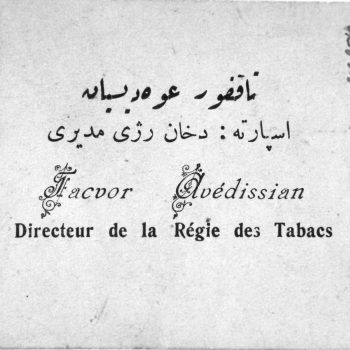 تاقفور عوه‌دیسیان
اسپارته : دخان رژی مدیری
Tacvor Avédissian
Directeur de la Régie des Tabacs